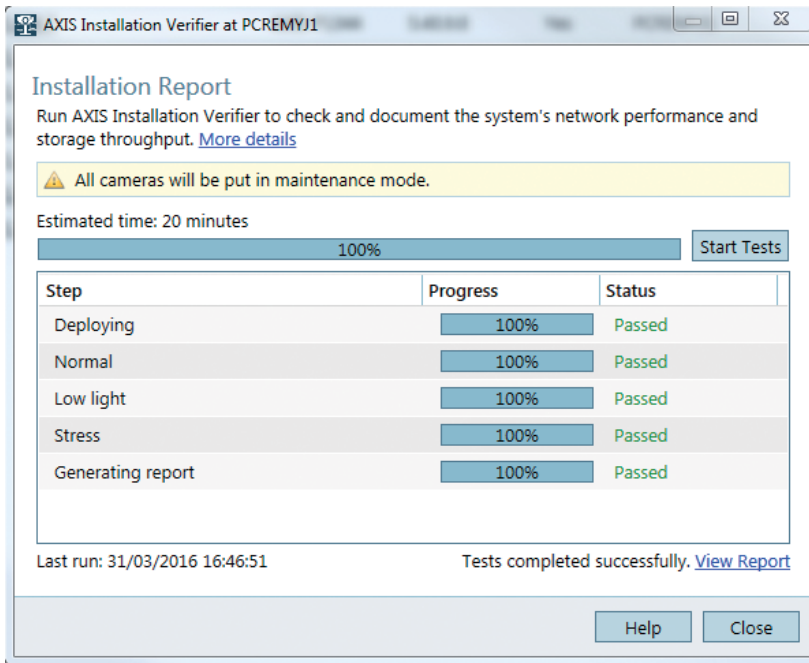 AXIS Installation Verifier at PCREMYJ1
Installation Report
Run AXIS Installation Verifier to check and document the system's network performance and
storage throughput. More details
All cameras will be put in maintenance mode.
Estimated time: 20 minutes
100% Start Tests
Step Progress Status
Deploying 100% Passed
Normal 100% Passed
Low light 100% Passed
Stress 100% Passed
Generating report 100% Passed
Last run: 31/03/2016 16:46:51 Tests completed successfully. View Report
Help Close